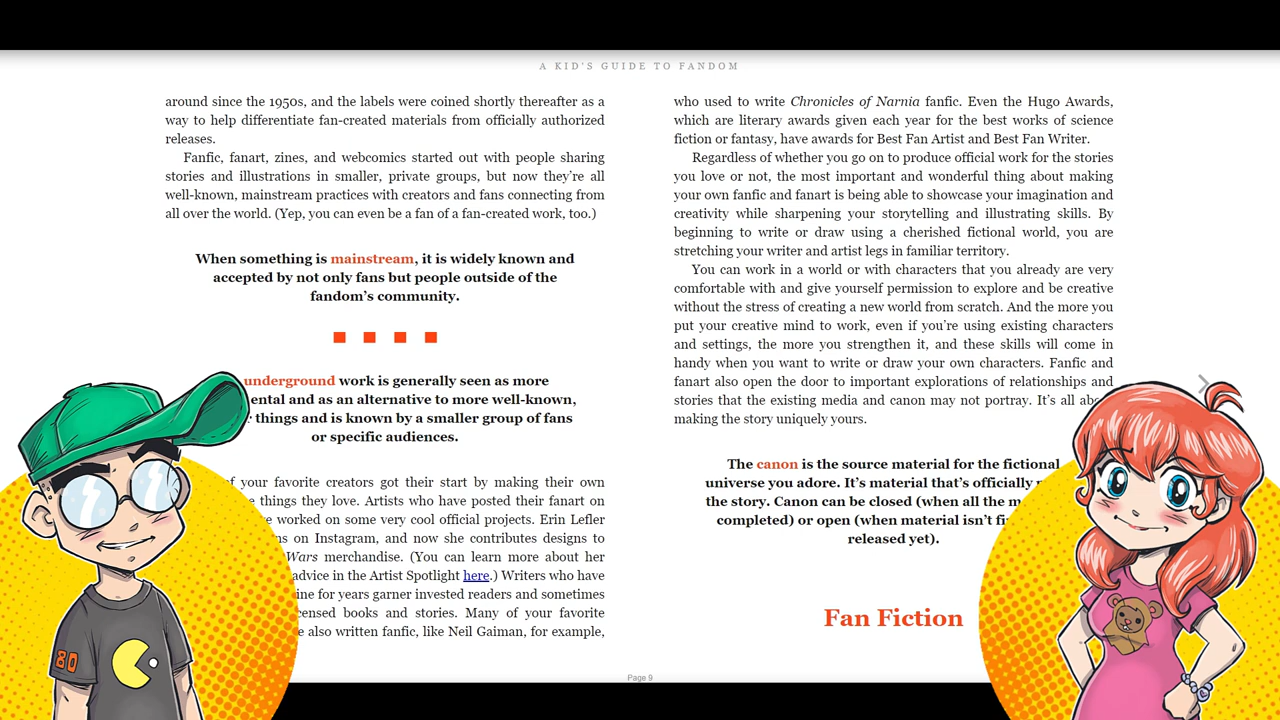 A KID'S GUIDE TO FANDOM
around since the 1950s, and the labels were coined shortly thereafter as a
way to help differentiate fan-created materials from officially authorized
releases.
Fanfic, fanart, zines, and webcomics started out with people sharing
stories and illustrations in smaller, private groups, but now they're all
well-known, mainstream practices with creators and fans connecting from
all over the world. (Yep, you can even be a fan of a fan-created work, too.)
When something is mainstream, it is widely known and
accepted by not only fans but people outside of the
fandom's community.
underground work is generally seen as more
ental and as an alternative to more well-known,
things and is known by a smaller group of fans
or specific audiences.
of your favorite creators got their start by making their own
things they love. Artists who have posted their fanart on
worked on some very cool official projects. Erin Lefler
on Instagram, and now she contributes designs to
Wars merchandise. (You can learn more about her
advice in the Artist Spotlight here.) Writers who have
for years garner invested readers and sometimes
books and stories. Many of your favorite
also written fanfic, like Neil Gaiman, for example,
who used to write Chronicles of Narnia fanfic. Even the Hugo Awards,
which are literary awards given each year for the best works of science
fiction or fantasy, have awards for Best Fan Artist and Best Fan Writer.
Regardless of whether you go on to produce official work for the stories
you love or not, the most important and wonderful thing about making
your own fanfic and fanart is being able to showcase your imagination and
creativity while sharpening your storytelling and illustrating skills. By
beginning to write or draw using a cherished fictional world, you are
stretching your writer and artist legs in familiar territory.
You can work in a world or with characters that you already are very
comfortable with and give yourself permission to explore and be creative
without the stress of creating a new world from scratch. And the more you
put your creative mind to work, even if you're using existing characters
and settings, the more you strengthen it, and these skills will come in
handy when you want to write or draw your own characters. Fanfic and
fanart also open the door to important explorations of relationships and
stories that the existing media and canon may not portray. It's all
making the story uniquely yours.
The canon is the source material for the fictional
universe you adore. It's material that's officially
the story. Canon can be closed (when all the
completed) or open (when material isn't
released yet).
Fan Fiction
Page 9
80